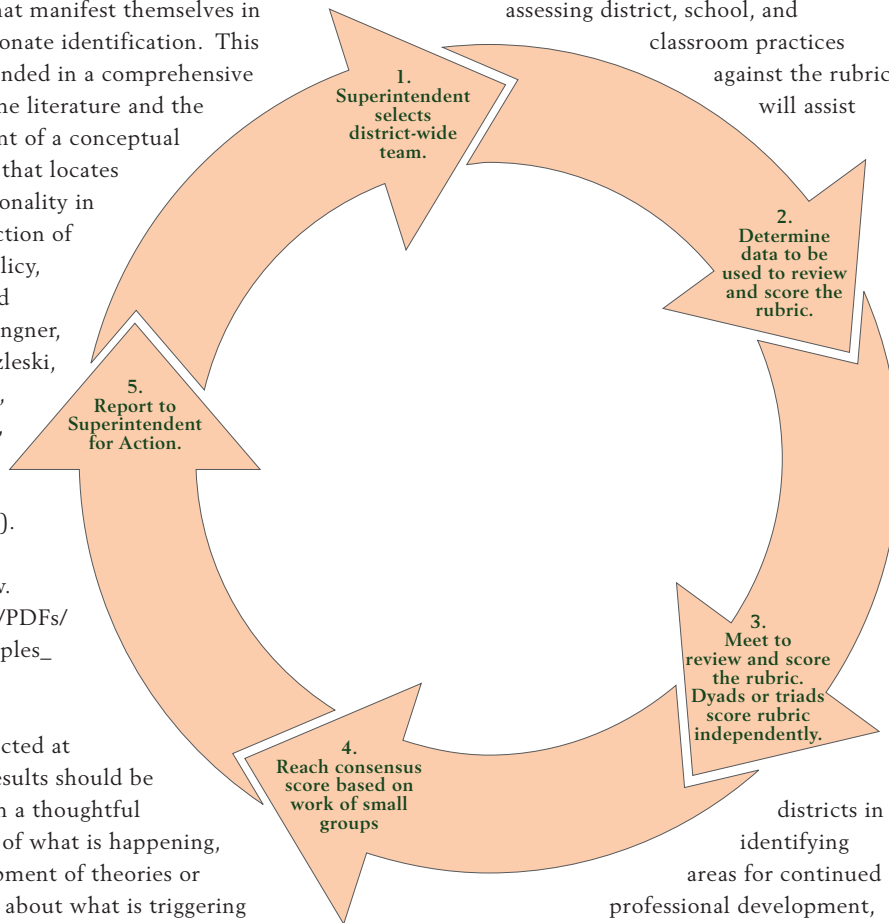 hat manifest themselves in
onate identification. This
nded in a comprehensive
ne literature and the
nt of a conceptual
that locates
onality in
ction of
licy,
d
ngner,
zleski,
,
,
).
v.
/PDFs/
ples_
cted at
esults should be
n a thoughtful
of what is happening,
pment of theories or
about what is triggering
1.
Superintendent
selects
district-wide
team.
2.
Determine
data to be
used to review
and score the
rubric.
3.
Meet to
review and score
the rubric.
Dyads or triads
score rubric
independently.
4.
Reach consensus
score based on
work of small
groups
5.
Report to
Superintendent
for Action.
assessing district, school, and
classroom practices
against the rubric
will assist
districts in
identifying
areas for continued
professional development,